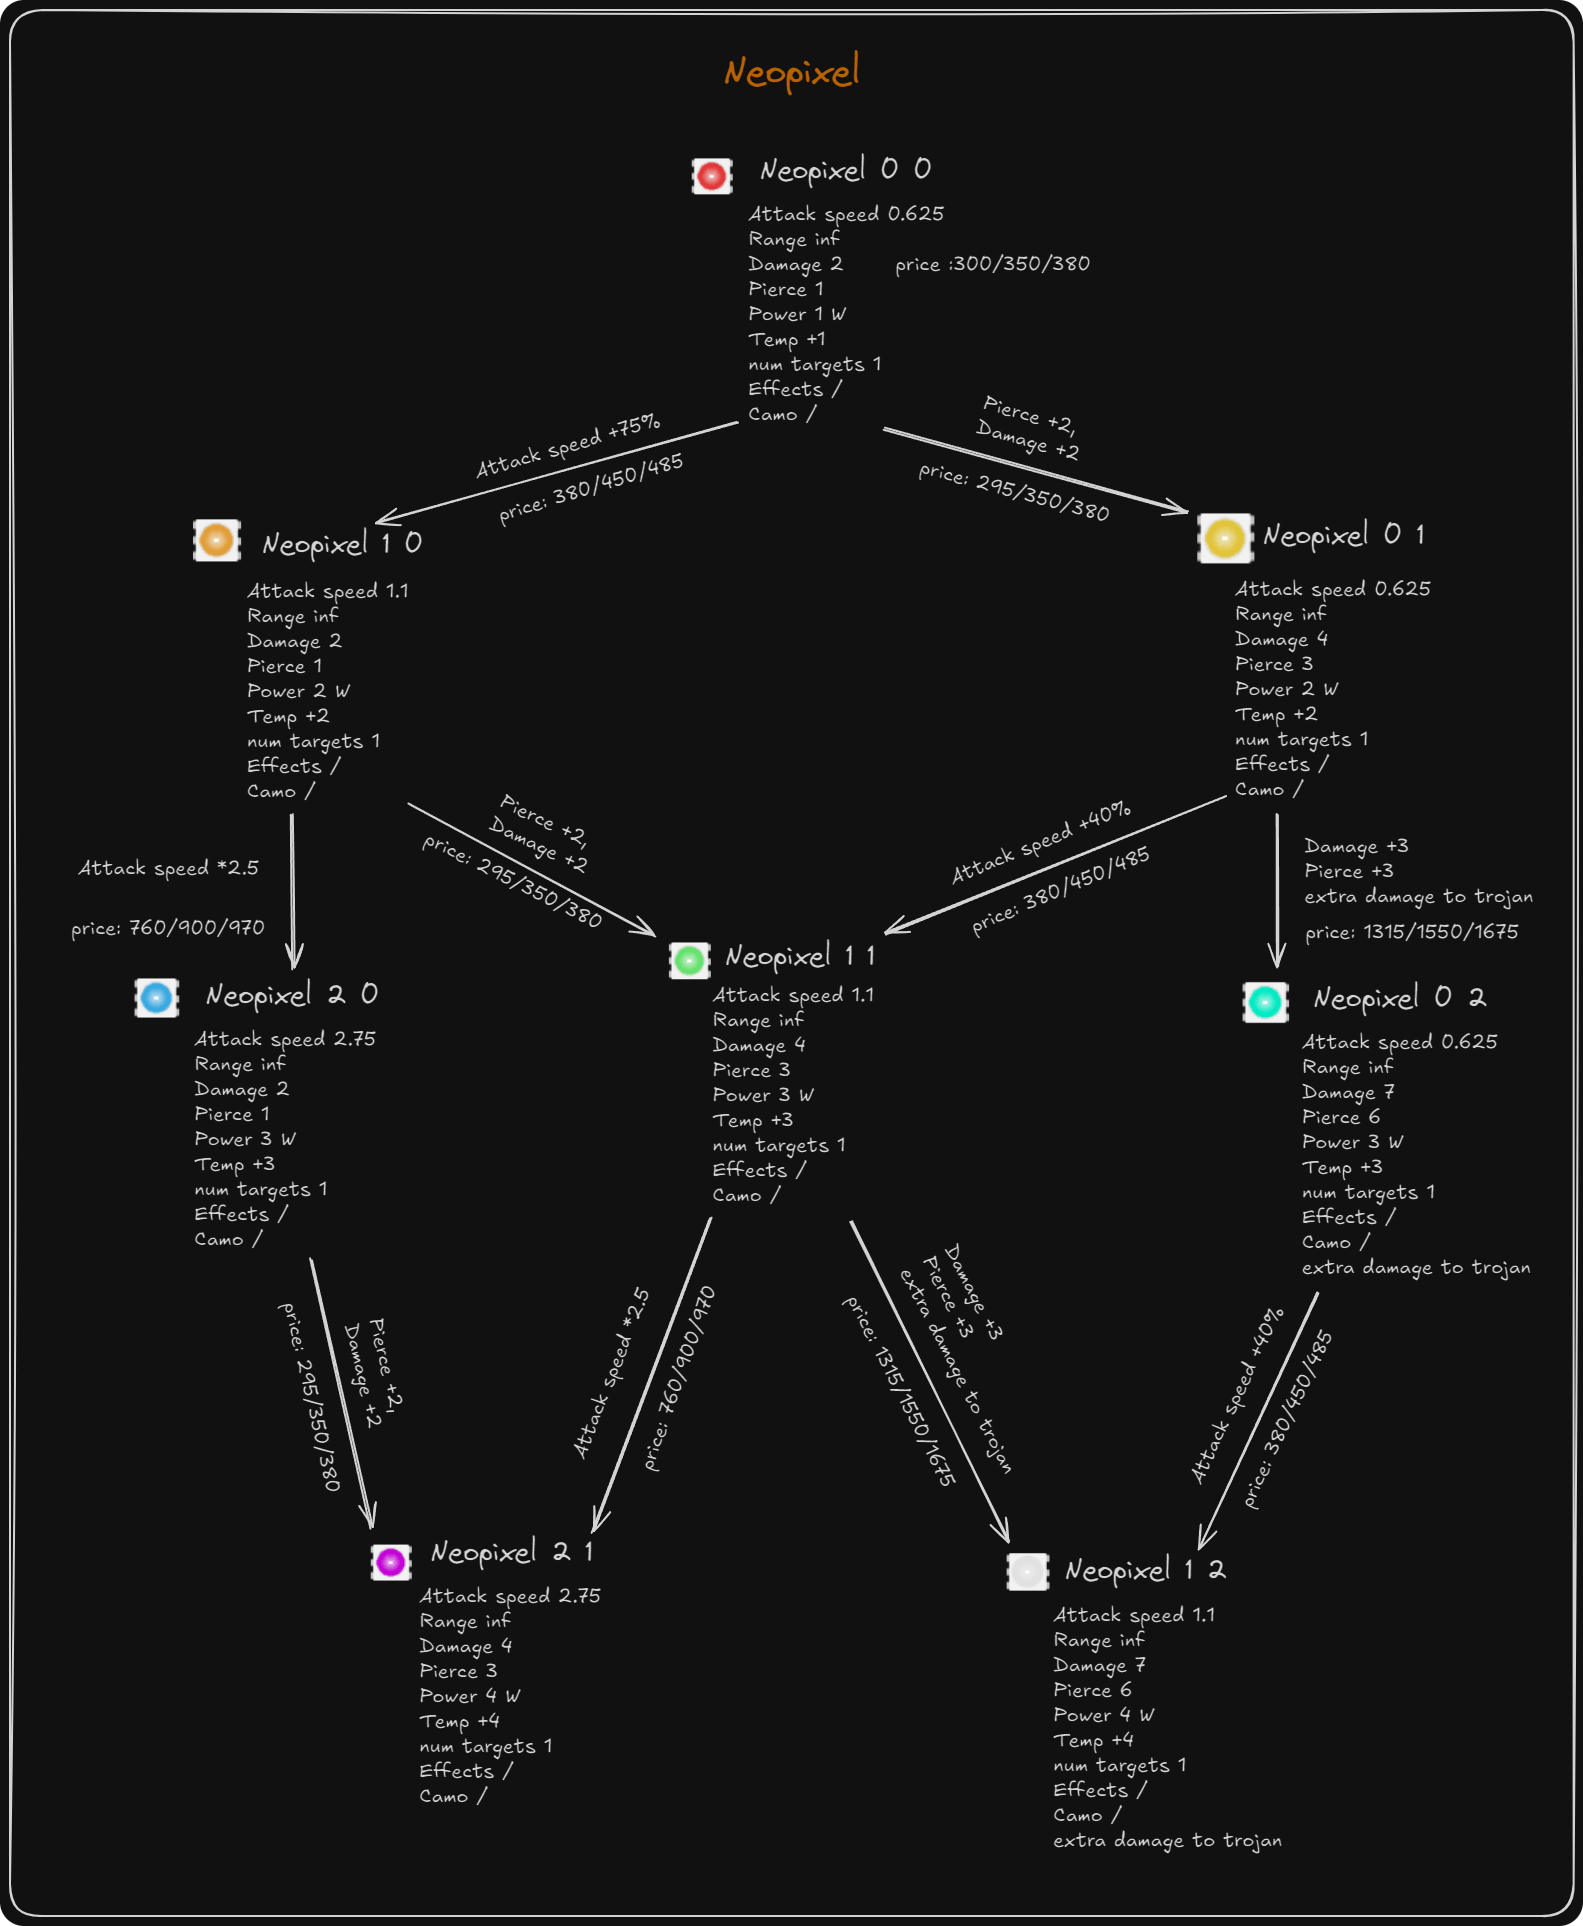 Neopixel
Neopixel 0 0
Attack speed 0.625
Range inf
Damage 2
price :300/350/380
Pierce 1
Power 1 W
Temp +1
num targets 1
Effects /
Camo /
Attack speed +75%
price: 380/450/485
Pierce +2,
Damage +2
price: 295/350/380
Neopixel 1 0
Attack speed 1.1
Range inf
Damage 2
Pierce 1
Power 2 W
Temp +2
num targets 1
Effects /
Camo /
Neopixel 0 1
Attack speed 0.625
Range inf
Damage 4
Pierce 3
Power 2 W
Temp +2
num targets 1
Effects /
Camo /
Attack speed *2.5
price: 760/900/970
Pierce +2,
Damage +2
price: 295/350/380
Attack speed +40%
price: 380/450/485
Damage +3
Pierce +3
extra damage to trojan
price: 1315/1550/1675
Neopixel 2 0
Attack speed 2.75
Range inf
Damage 2
Pierce 1
Power 3 W
Temp +3
num targets 1
Effects /
Camo /
Neopixel 1 1
Attack speed 1.1
Range inf
Damage 4
Pierce 3
Power 3 W
Temp +3
num targets 1
Effects /
Camo /
Neopixel 0 2
Attack speed 0.625
Range inf
Damage 7
Pierce 6
Power 3 W
Temp +3
num targets 1
Effects /
Camo /
extra damage to trojan
Pierce +2,
Damage +2
price: 295/350/380
Attack speed *2.5
price: 760/900/970
Damage +3
Pierce +3
extra damage to trojan
price: 1315/1550/1675
Attack speed +40%
price: 380/450/485
Neopixel 2 1
Attack speed 2.75
Range inf
Damage 4
Pierce 3
Power 4 W
Temp +4
num targets 1
Effects /
Camo /
Neopixel 1 2
Attack speed 1.1
Range inf
Damage 7
Pierce 6
Power 4 W
Temp +4
num targets 1
Effects /
Camo /
extra damage to trojan